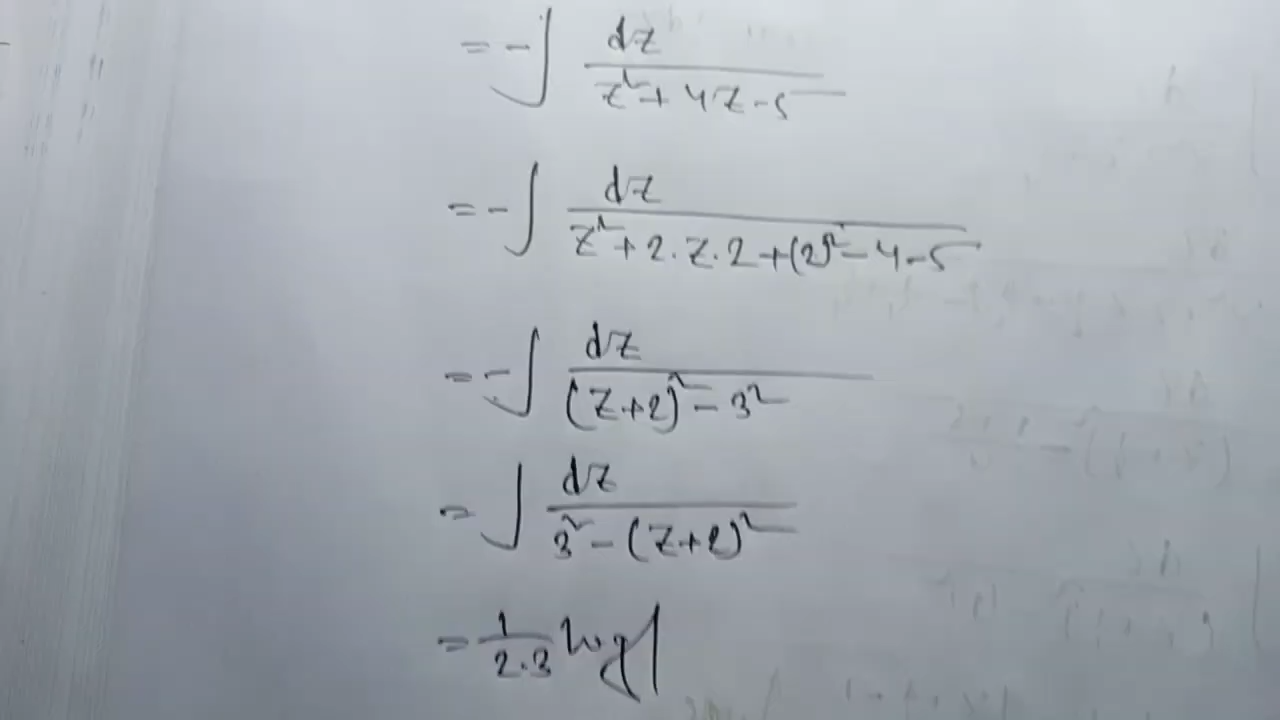 = -∫ dz / (z² + 4z - 5)
= -∫ dz / (z² + 2.z.2 + (2)² - 4 - 5)
= -∫ dz / ((z+2)² - 3²)
= ∫ dz / (3² - (z+2)²)
= 1/(2.3) log|